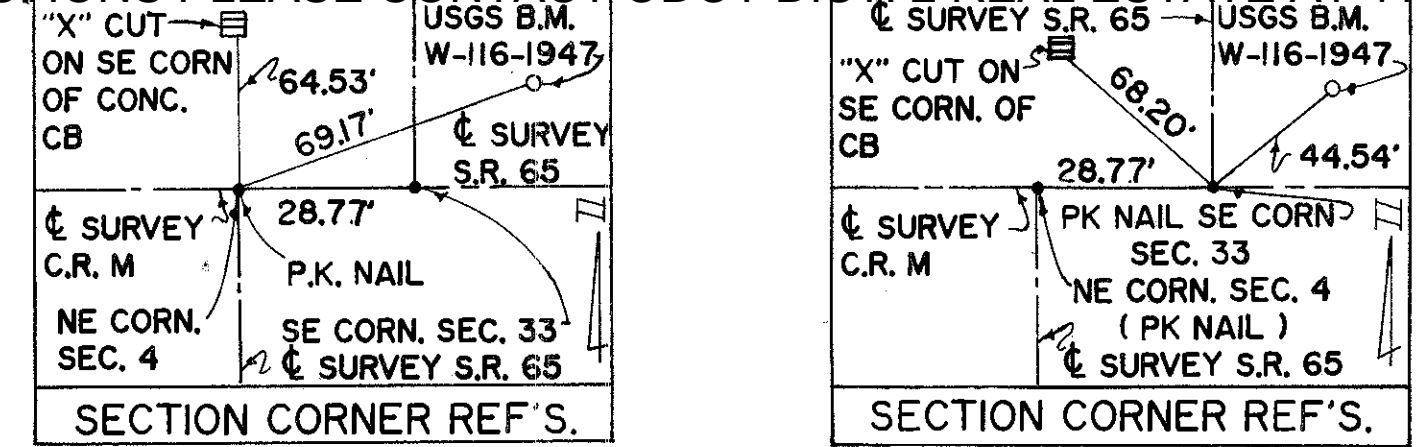 "X" CUT
ON SE CORN
OF CONC.
CB
64.53'
69.17'
USGS B.M.
W-116-1947
℄ SURVEY
S.R. 65
28.77'
℄ SURVEY
C.R. M
P.K. NAIL
NE CORN.
SEC. 4
SE CORN. SEC. 33
℄ SURVEY S.R. 65
SECTION CORNER REF'S.
℄ SURVEY S.R. 65
USGS B.M.
W-116-1947
"X" CUT ON
SE CORN. OF
CB
68.20'
44.54'
28.77'
℄ SURVEY
C.R. M
PK NAIL SE CORN
SEC. 33
NE CORN. SEC. 4
( PK NAIL )
℄ SURVEY S.R. 65
SECTION CORNER REF'S.